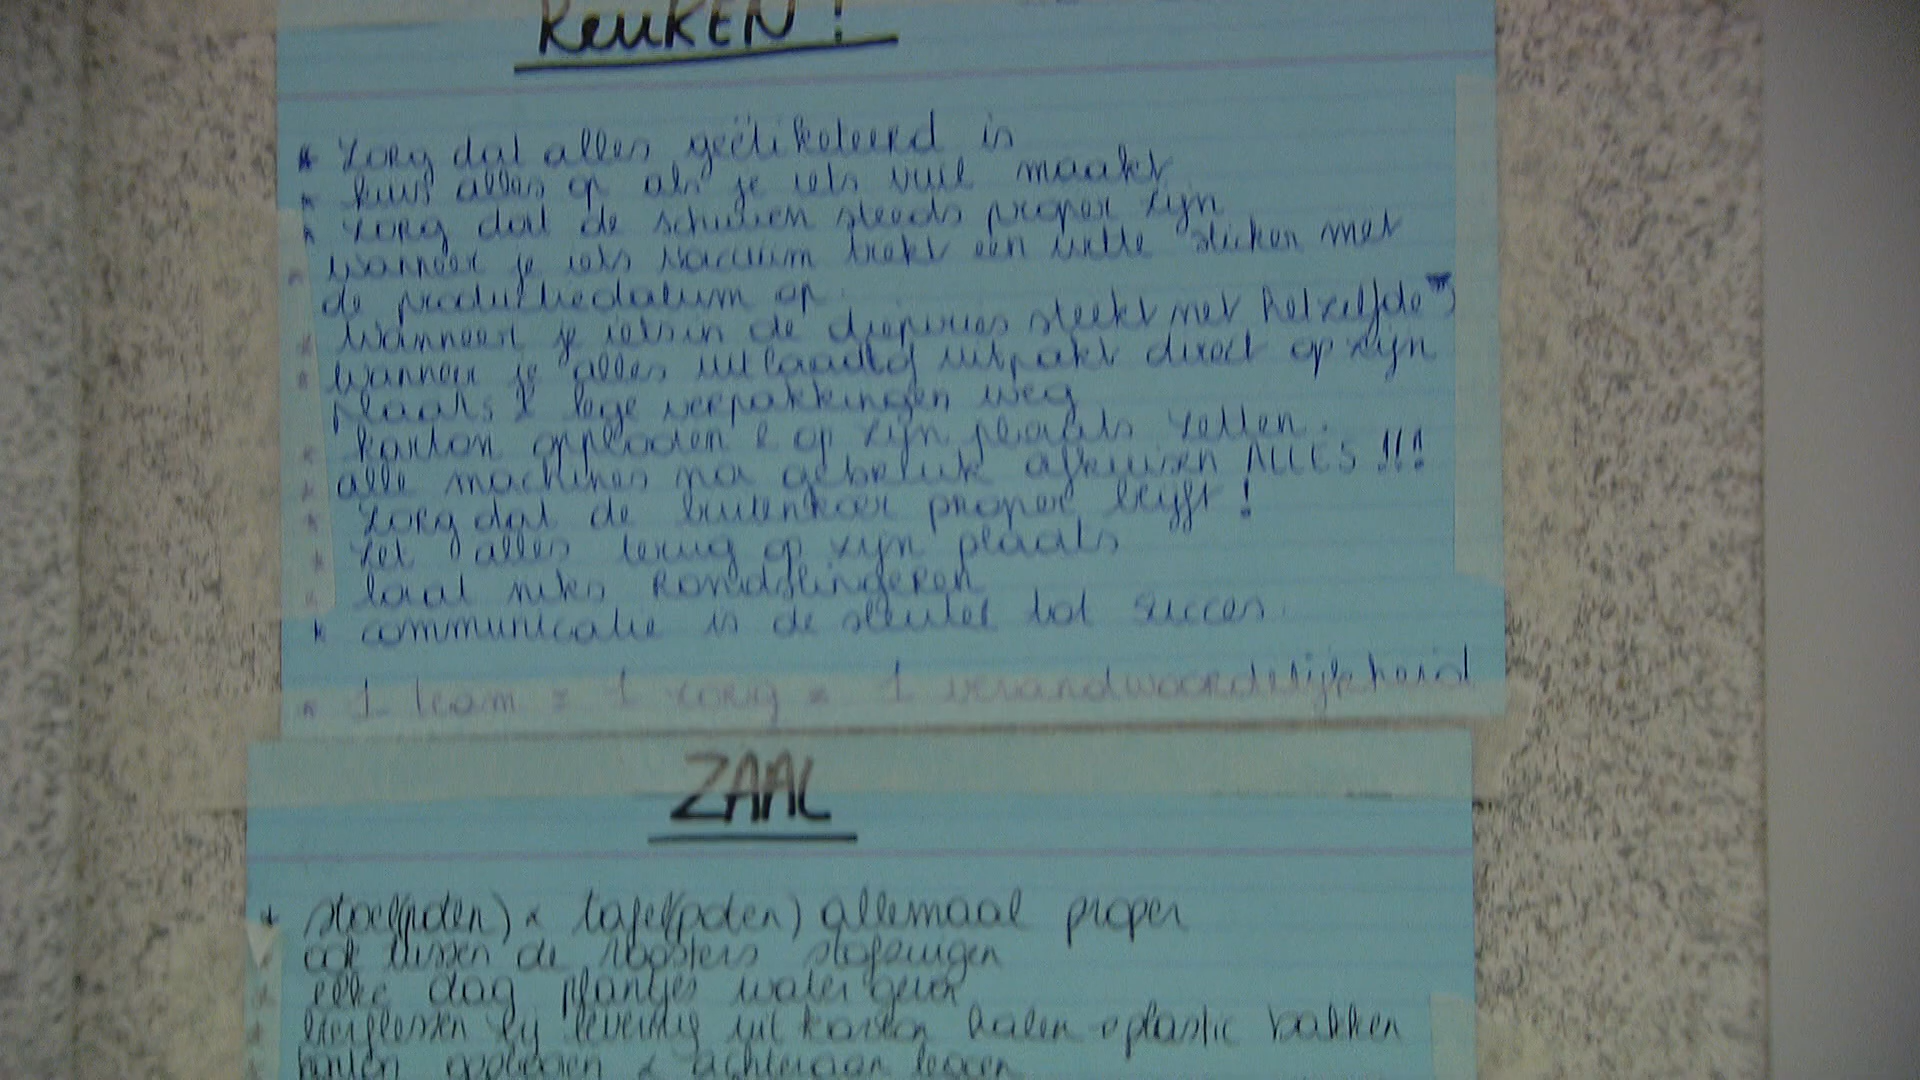 KEUKEN!
* zorg dat alles geëtiketeerd is
* kuis alles op als je iets vuil maakt
* zorg dat de schuiven steeds proper zijn
* wanneer je iets vacuum trekt een witte sticker met
de productiedatum op.
* wanneer je iets in de diepvries steekt met hetzelfde
* wanneer je alles uitlaadt of uitpakt direct op zijn
plaats & lege verpakkingen weg
* karton opplooien & op zijn plaats zetten.
* alle machines na gebruik afkuisen ALLES !!!
* zorg dat de buitenkoer proper blijft!
* zet alles terug op zijn plaats
* laat niks rondslingeren
* communicatie is de sleutel tot succes.
* 1 team = 1 zorg = 1 verandwoordelijkheid
ZAAL
* stoel(poten) & tafel(poten) allemaal proper
* ook tussen de roosters stofzuigen
* elke dag plantjes water geven
* bierflessen bij levering uit karton halen → plastic bakken
* karton opplooien & achteraan leggen